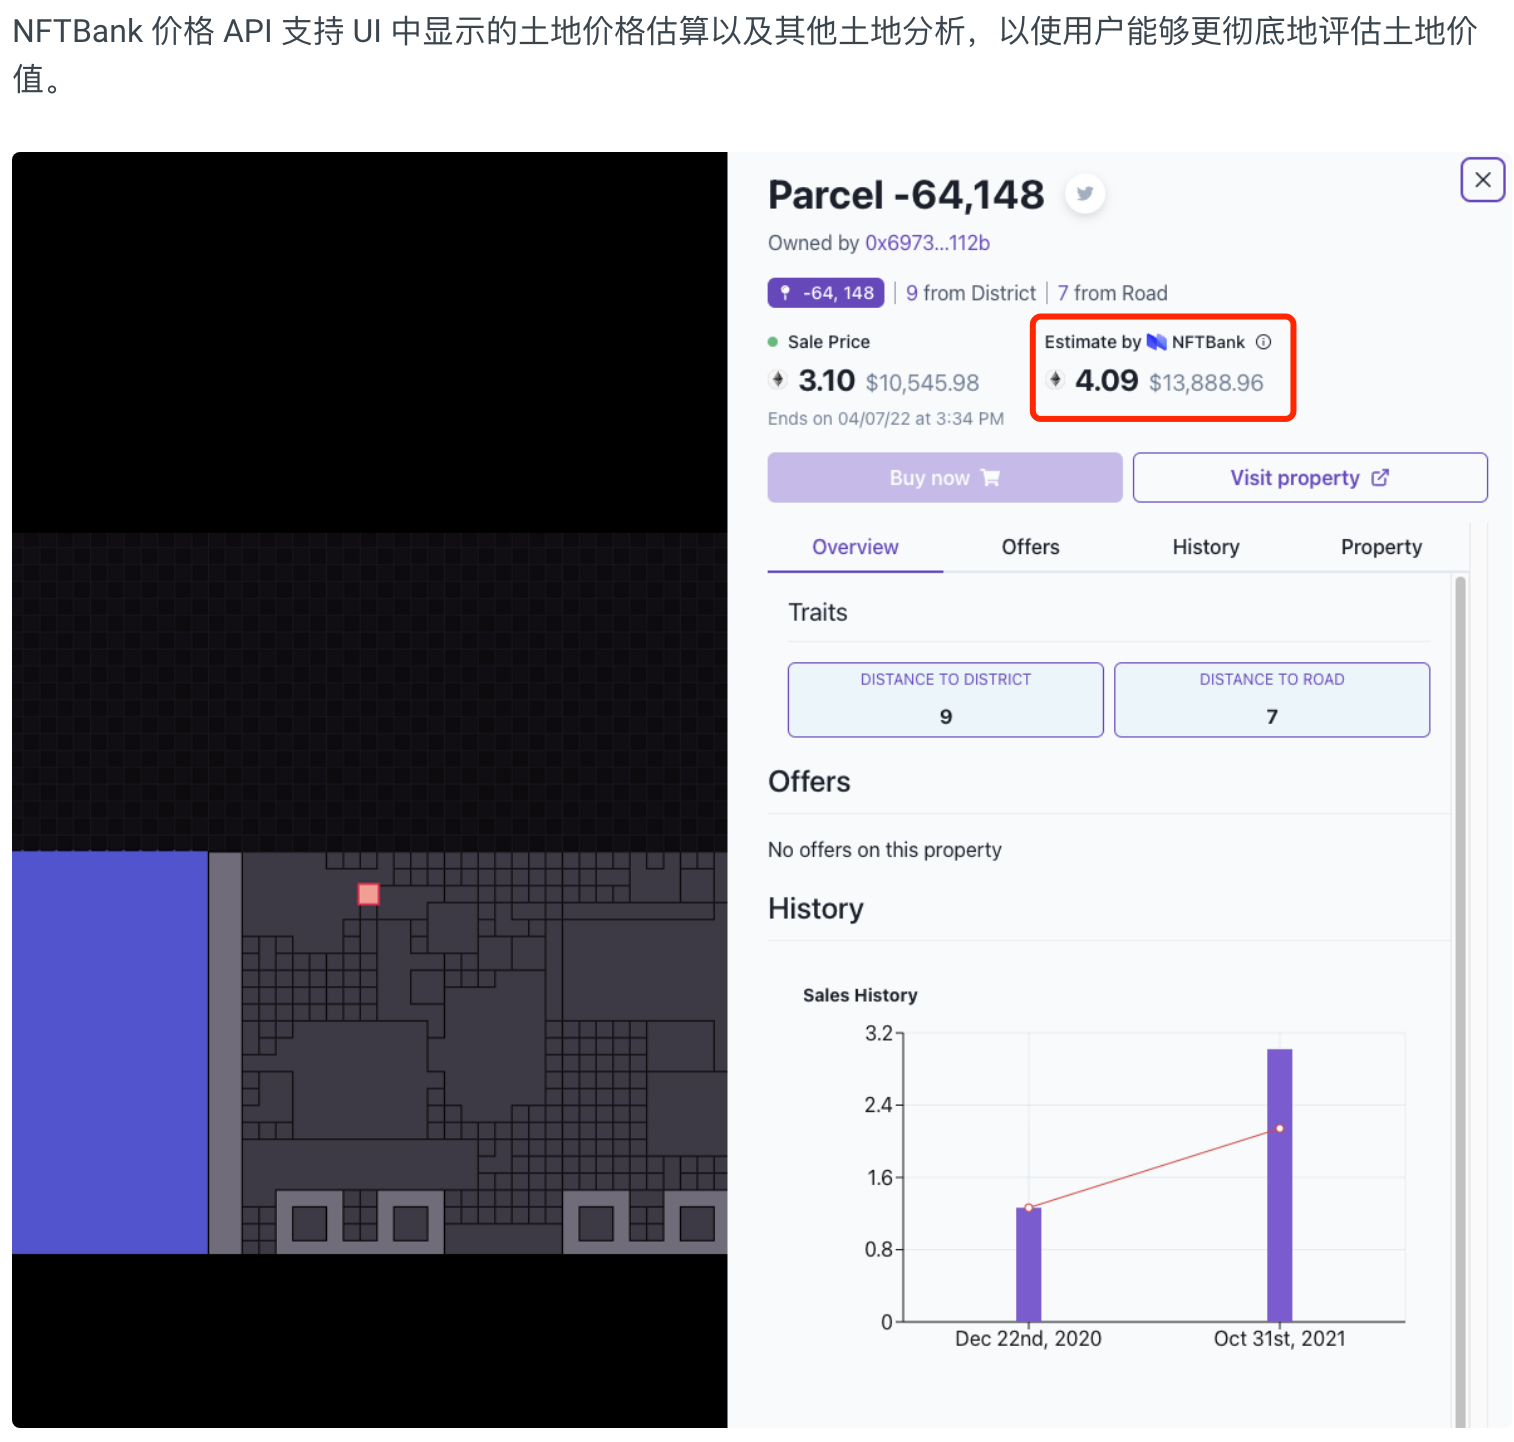 NFTBank 价格 API 支持 UI 中显示的土地价格估算以及其他土地分析，以使用户能够更彻底地评估土地价
值。
Parcel -64,148
Owned by 0x6973...112b
-64, 148 | 9 from District | 7 from Road
Sale Price
3.10 $10,545.98
Ends on 04/07/22 at 3:34 PM
Estimate by NFTBank
4.09 $13,888.96
Buy now
Visit property
Overview Offers History Property
Traits
DISTANCE TO DISTRICT
9
DISTANCE TO ROAD
7
Offers
No offers on this property
History
Sales History
3.2
2.4
1.6
0.8
0
Dec 22nd, 2020 Oct 31st, 2021